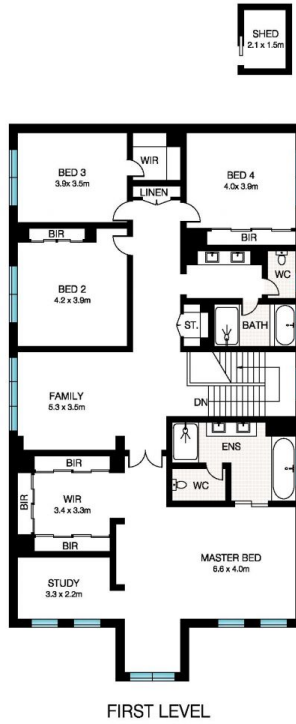 SHED
2.1 x 1.5m
BED 3
3.9x 3.5m
WIR
BED 4
4.0x 3.9m
LINEN
BIR
BIR
BED 2
4.2 x 3.9m
WC
ST.
BATH
FAMILY
5.3 x 3.5m
DN
ENS
BIR
WC
WIR
3.4 x 3.3m
BIR
BIR
MASTER BED
6.6 x 4.0m
STUDY
3.3 x 2.2m
FIRST LEVEL